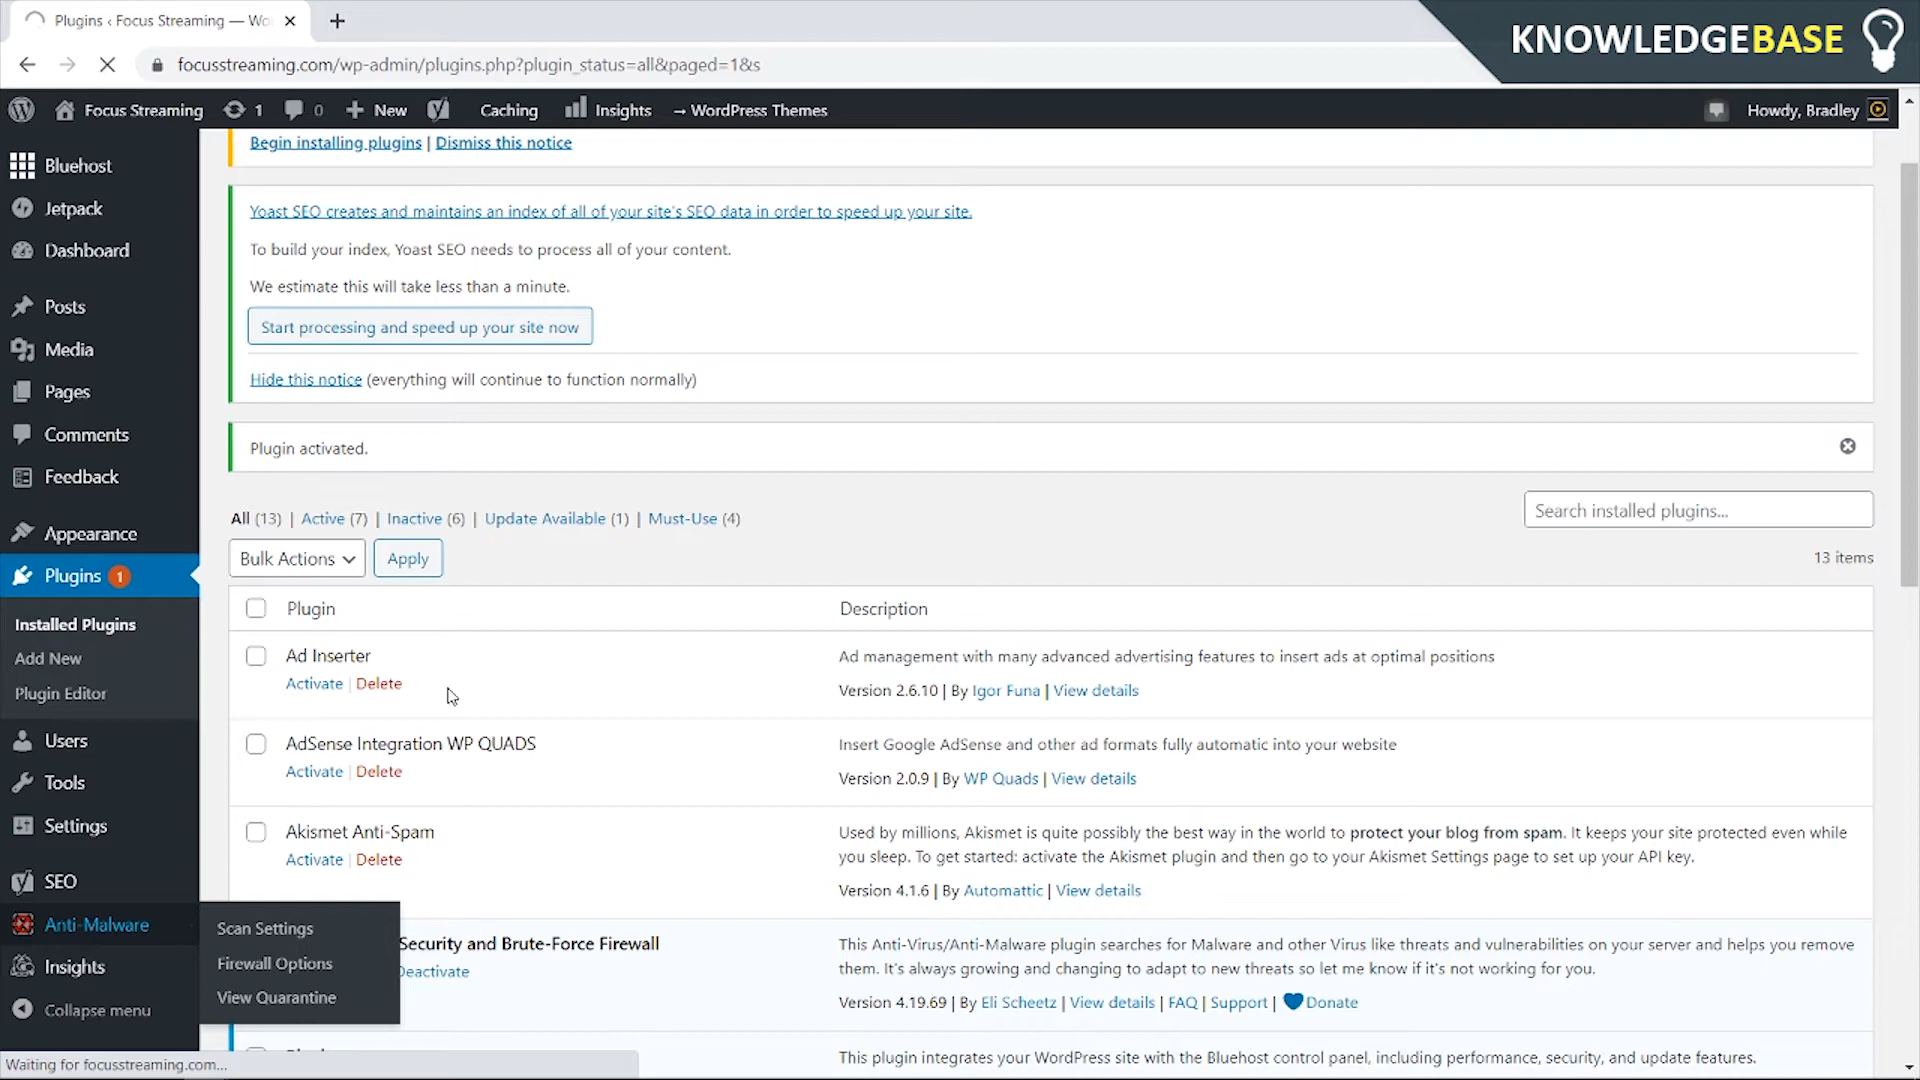 Plugins ‹ Focus Streaming — Wo
KNOWLEDGEBASE
focusstreaming.com/wp-admin/plugins.php?plugin_status=all&paged=1&s
Focus Streaming 1 0 New Caching Insights → WordPress Themes Howdy, Bradley
Begin installing plugins | Dismiss this notice
Bluehost
Jetpack
Dashboard
Posts
Media
Pages
Comments
Feedback
Appearance
Plugins 1
Installed Plugins
Add New
Plugin Editor
Users
Tools
Settings
SEO
Anti-Malware
Insights
Collapse menu
Scan Settings
Firewall Options
View Quarantine
Yoast SEO creates and maintains an index of all of your site's SEO data in order to speed up your site.
To build your index, Yoast SEO needs to process all of your content.
We estimate this will take less than a minute.
Start processing and speed up your site now
Hide this notice (everything will continue to function normally)
Plugin activated.
All (13) | Active (7) | Inactive (6) | Update Available (1) | Must-Use (4)
Search installed plugins...
Bulk Actions Apply
13 items
Plugin Description
Ad Inserter
Activate | Delete
Ad management with many advanced advertising features to insert ads at optimal positions
Version 2.6.10 | By Igor Funa | View details
AdSense Integration WP QUADS
Activate | Delete
Insert Google AdSense and other ad formats fully automatic into your website
Version 2.0.9 | By WP Quads | View details
Akismet Anti-Spam
Activate | Delete
Used by millions, Akismet is quite possibly the best way in the world to protect your blog from spam. It keeps your site protected even while
you sleep. To get started: activate the Akismet plugin and then go to your Akismet Settings page to set up your API key.
Version 4.1.6 | By Automattic | View details
Security and Brute-Force Firewall
Deactivate
This Anti-Virus/Anti-Malware plugin searches for Malware and other Virus like threats and vulnerabilities on your server and helps you remove
them. It's always growing and changing to adapt to new threats so let me know if it's not working for you.
Version 4.19.69 | By Eli Scheetz | View details | FAQ | Support | Donate
This plugin integrates your WordPress site with the Bluehost control panel, including performance, security, and update features.
Waiting for focusstreaming.com...